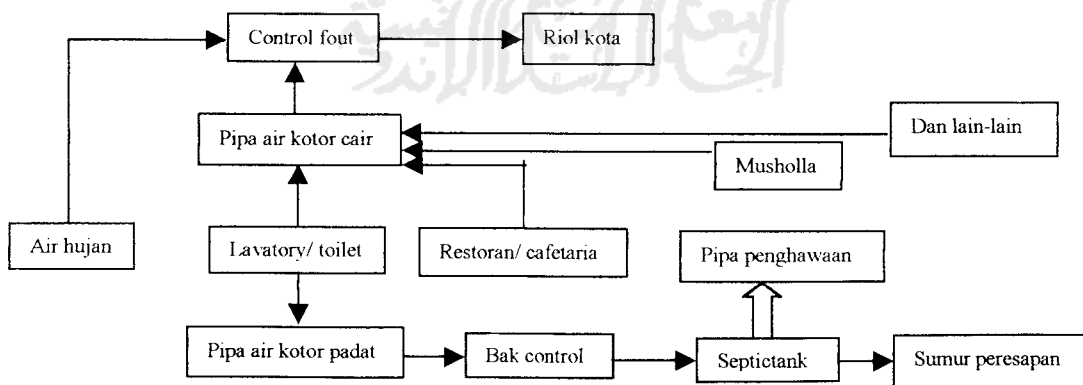 Control fout
Riol kota
Pipa air kotor cair
Dan lain-lain
Musholla
Air hujan
Lavatory/ toilet
Restoran/ cafetaria
Pipa penghawaan
Pipa air kotor padat
Bak control
Septictank
Sumur peresapan